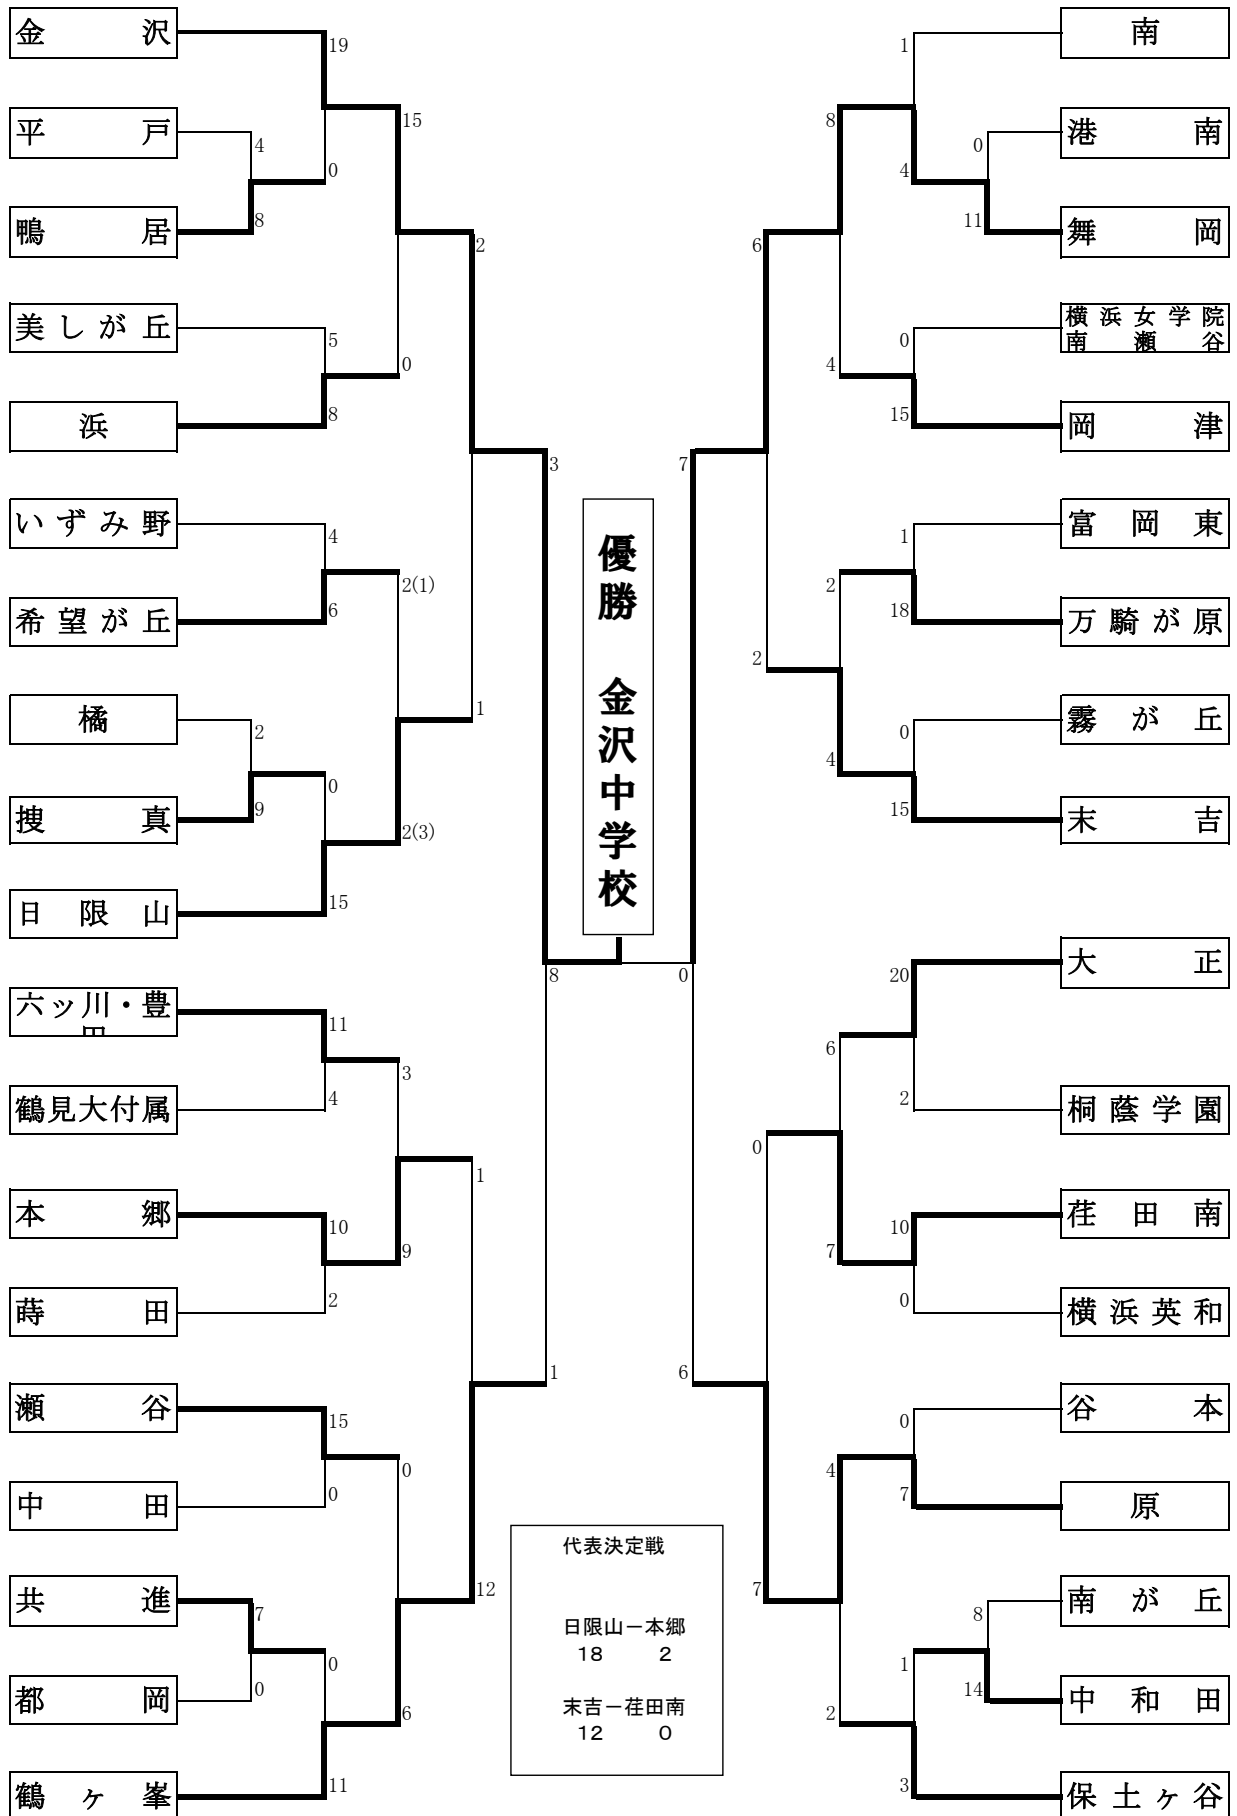 金沢
19
15
平戸
4
0
鴨居
8
2
美しが丘
5
0
浜
8
3
いずみ野
4
2(1)
希望が丘
6
橘
2
1
0
捜真
9
2(3)
日限山
15
8
六ッ川・豊田
11
3
鶴見大付属
4
1
本郷
10
9
蒔田
2
1
瀬谷
15
0
中田
0
共進
7
12
0
都岡
0
6
鶴ヶ峯
11
優勝 金沢中学校
代表決定戦
日限山－本郷
18 2
末吉－荏田南
12 0
南
1
8
港南
0
4
舞岡
11
6
横浜女学院
南瀬谷
0
4
岡津
15
7
富岡東
1
2
万騎が原
18
2
霧が丘
0
4
末吉
15
大正
20
0
6
桐蔭学園
2
0
荏田南
10
7
横浜英和
0
6
谷本
0
4
原
7
南が丘
8
7
1
中和田
14
2
保土ヶ谷
3